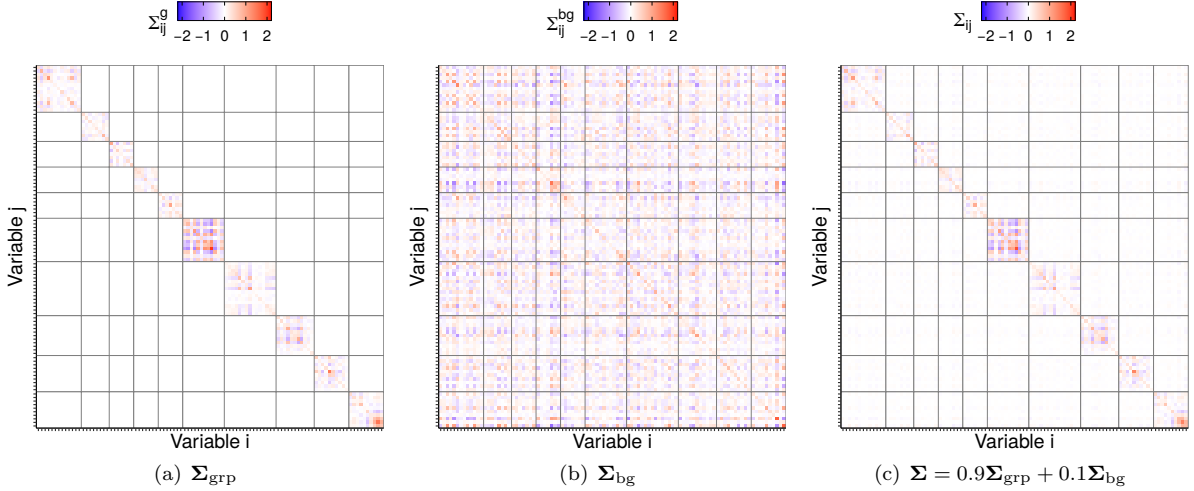 Σ^g_ij
-2 -1 0 1 2
Σ^bg_ij
-2 -1 0 1 2
Σ_ij
-2 -1 0 1 2
Variable j
Variable i
Variable j
Variable i
Variable j
Variable i
(a) Σ_grp
(b) Σ_bg
(c) Σ = 0.9Σ_grp + 0.1Σ_bg